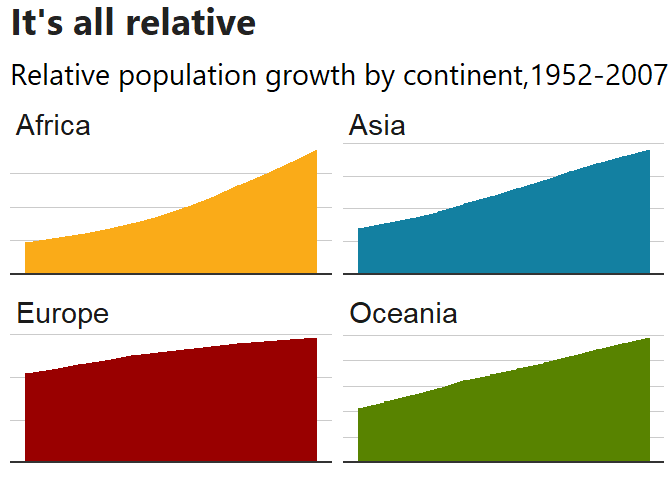 It's all relative
Relative population growth by continent,1952-2007
Africa
Asia
Europe
Oceania